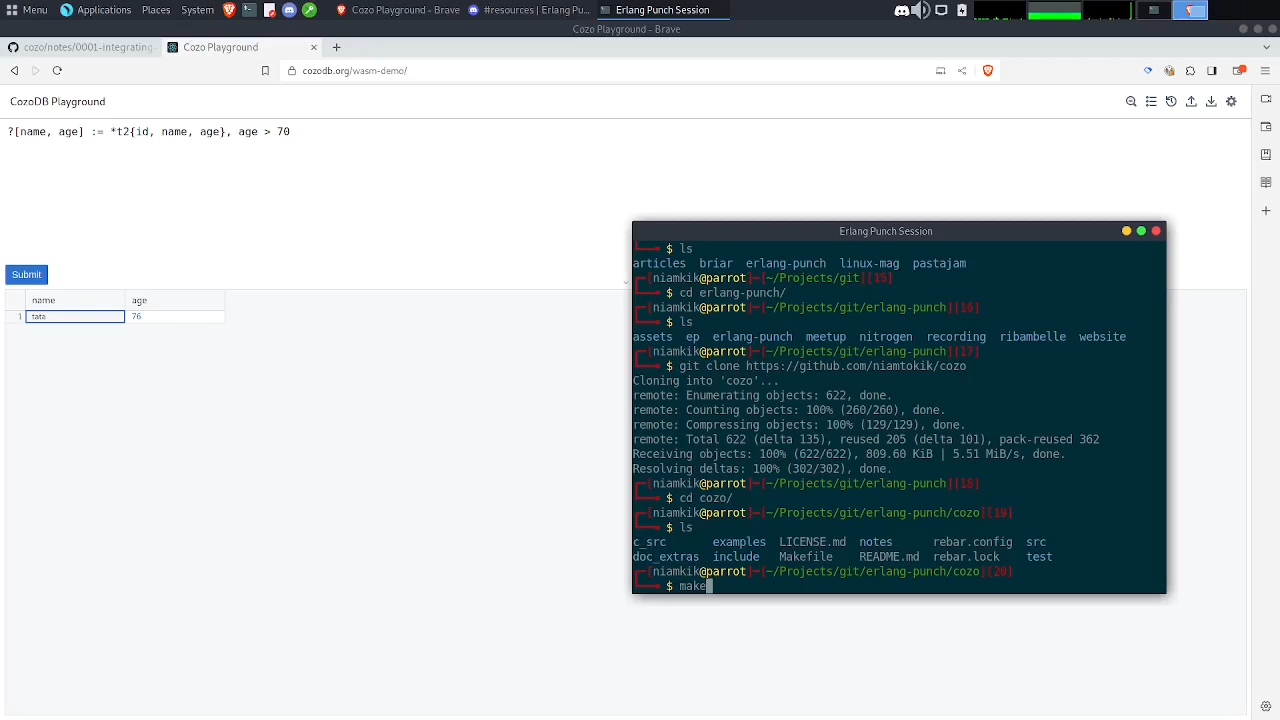 Menu Applications Places System Cozo Playground - Brave #resources | Erlang Pu... Erlang Punch Session
Cozo Playground - Brave
cozo/notes/0001-integrating- Cozo Playground
cozodb.org/wasm-demo/
CozoDB Playground
?[name, age] := *t2{id, name, age}, age > 70
Submit
name age
1 tata 76
Erlang Punch Session
└──╼ $ ls
articles briar erlang-punch linux-mag pastajam
┌─[niamkik@parrot]─[~/Projects/git][15]
└──╼ $ cd erlang-punch/
┌─[niamkik@parrot]─[~/Projects/git/erlang-punch][16]
└──╼ $ ls
assets ep erlang-punch meetup nitrogen recording ribambelle website
┌─[niamkik@parrot]─[~/Projects/git/erlang-punch][17]
└──╼ $ git clone https://github.com/niamtokik/cozo
Cloning into 'cozo'...
remote: Enumerating objects: 622, done.
remote: Counting objects: 100% (260/260), done.
remote: Compressing objects: 100% (129/129), done.
remote: Total 622 (delta 135), reused 205 (delta 101), pack-reused 362
Receiving objects: 100% (622/622), 809.60 KiB | 5.51 MiB/s, done.
Resolving deltas: 100% (302/302), done.
┌─[niamkik@parrot]─[~/Projects/git/erlang-punch][18]
└──╼ $ cd cozo/
┌─[niamkik@parrot]─[~/Projects/git/erlang-punch/cozo][19]
└──╼ $ ls
c_src examples LICENSE.md notes rebar.config src
doc_extras include Makefile README.md rebar.lock test
┌─[niamkik@parrot]─[~/Projects/git/erlang-punch/cozo][20]
└──╼ $ make